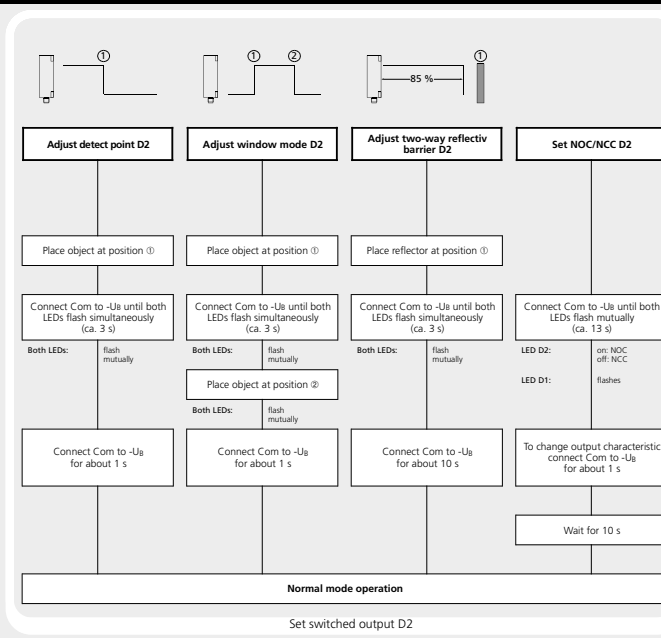 ①
① ②
85 %
①
Adjust detect point D2
Place object at position ①
Connect Com to -UB until both
LEDs flash simultaneously
(ca. 3 s)
Both LEDs: flash
mutually
Connect Com to -UB
for about 1 s
Adjust window mode D2
Place object at position ①
Connect Com to -UB until both
LEDs flash simultaneously
(ca. 3 s)
Both LEDs: flash
mutually
Place object at position ②
Both LEDs: flash
mutually
Connect Com to -UB
for about 1 s
Adjust two-way reflectiv
barrier D2
Place reflector at position ①
Connect Com to -UB until both
LEDs flash simultaneously
(ca. 3 s)
Both LEDs: flash
mutually
Connect Com to -UB
for about 10 s
Set NOC/NCC D2
Connect Com to -UB until both
LEDs flash mutually
(ca. 13 s)
LED D2: on: NOC
off: NCC
LED D1: flashes
To change output characteristic
connect Com to -UB
for about 1 s
Wait for 10 s
Normal mode operation
Set switched output D2